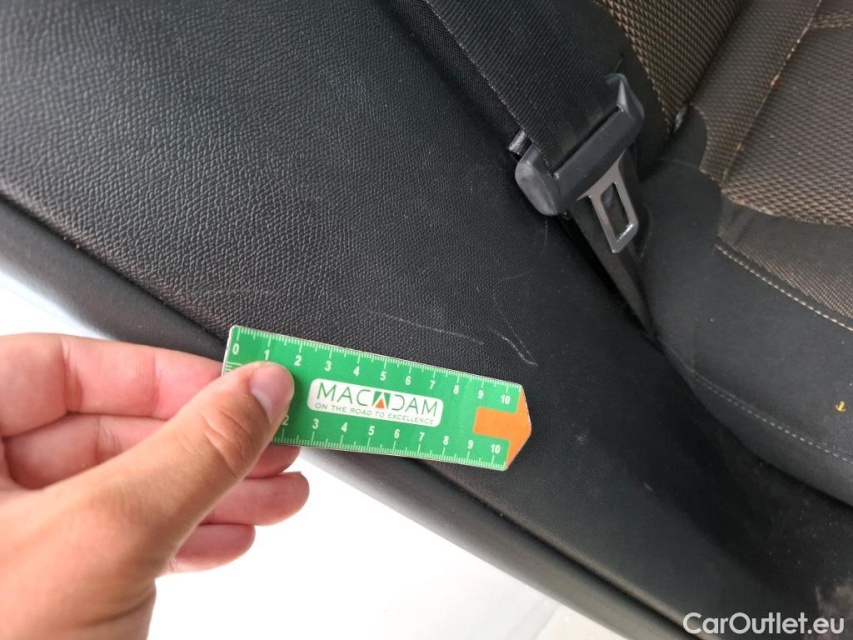 0 1 2 3 4 5 6 7 8 9 10
MACADAM
ON THE ROAD TO EXCELLENCE
2 3 4 5 6 7 8 9 10
CarOutlet.eu